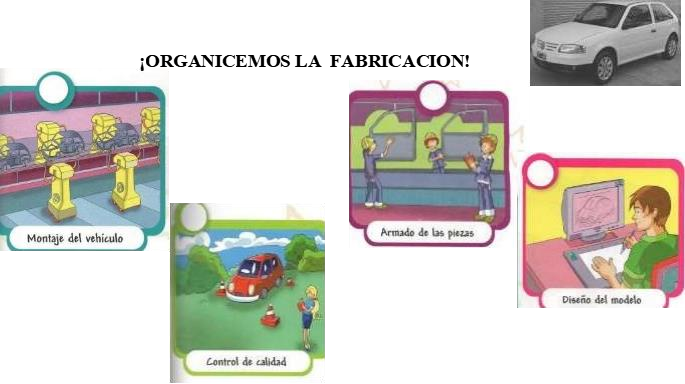 ¡ORGANICEMOS LA FABRICACION!
Montaje del vehículo
Armado de las piezas
Control de calidad
Diseño del modelo